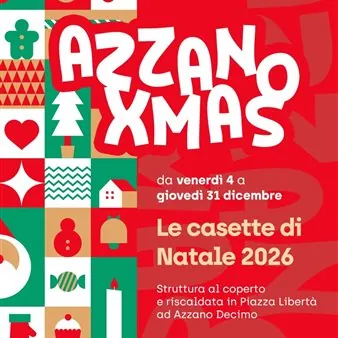 AZZANO
XMAS
da venerdì 4 a
giovedì 31 dicembre
Le casette di
Natale 2026
Struttura al coperto
e riscaldata in Piazza Libertà
ad Azzano Decimo